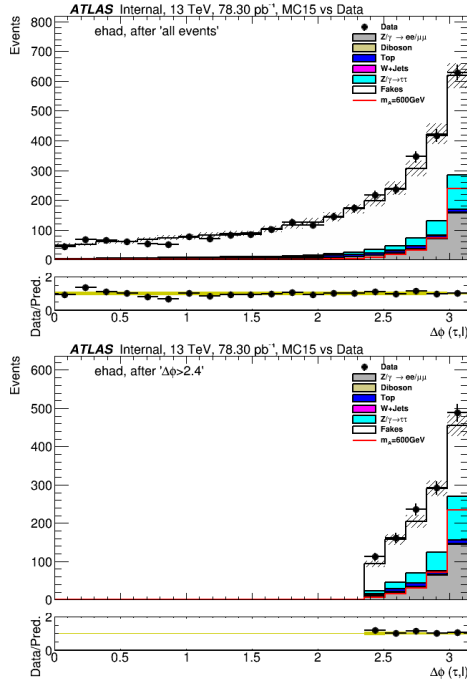 ATLAS Internal, 13 TeV, 78.30 pb⁻¹, MC15 vs Data
Events
800
700
600
500
400
300
200
100
0
ehad, after 'all events'
Data
Z/γ → ee/μμ
Diboson
Top
W+Jets
Z/γ→ττ
Fakes
m_A=600GeV
Data/Pred.
2
1
0
0 0.5 1 1.5 2 2.5 3
Δϕ (τ,l)
ATLAS Internal, 13 TeV, 78.30 pb⁻¹, MC15 vs Data
Events
600
500
400
300
200
100
0
ehad, after 'Δϕ>2.4'
Data
Z/γ → ee/μμ
Diboson
Top
W+Jets
Z/γ→ττ
Fakes
m_A=600GeV
Data/Pred.
2
1
0
0 0.5 1 1.5 2 2.5 3
Δϕ (τ,l)